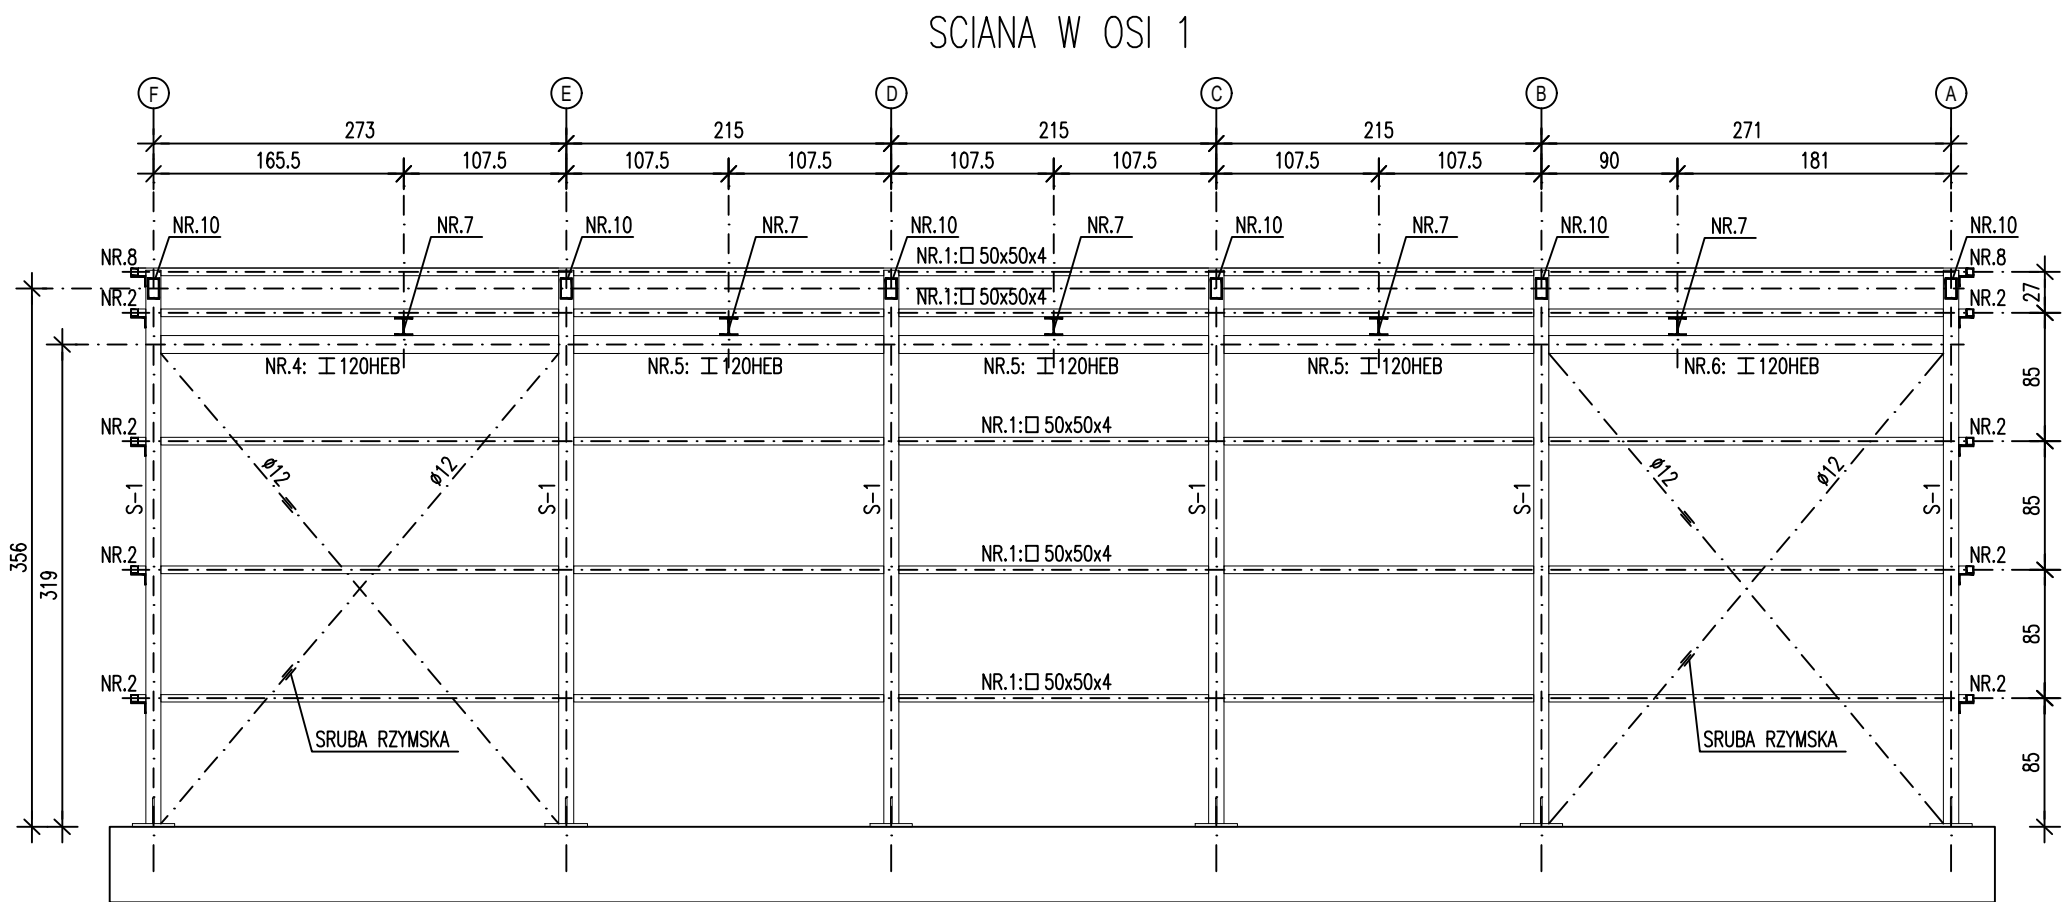 SCIANA W OSI 1
F E D C B A
273 215 215 215 271
165.5 107.5 107.5 107.5 107.5 107.5 107.5 107.5 90 181
NR.10 NR.7 NR.10 NR.7 NR.10 NR.7 NR.10 NR.7 NR.10 NR.7 NR.10
NR.8 NR.1:□ 50x50x4 NR.8
NR.2 NR.1:□ 50x50x4 NR.2 27
NR.4: 工 120HEB NR.5: 工 120HEB NR.5: 工 120HEB NR.5: 工 120HEB NR.6: 工 120HEB 85
NR.2 NR.1:□ 50x50x4 NR.2
ø12 ø12 ø12 ø12
S-1 S-1 S-1 S-1 S-1 S-1 85
356 319
NR.2 NR.1:□ 50x50x4 NR.2
85
NR.2 NR.1:□ 50x50x4 NR.2
SRUBA RZYMSKA SRUBA RZYMSKA 85